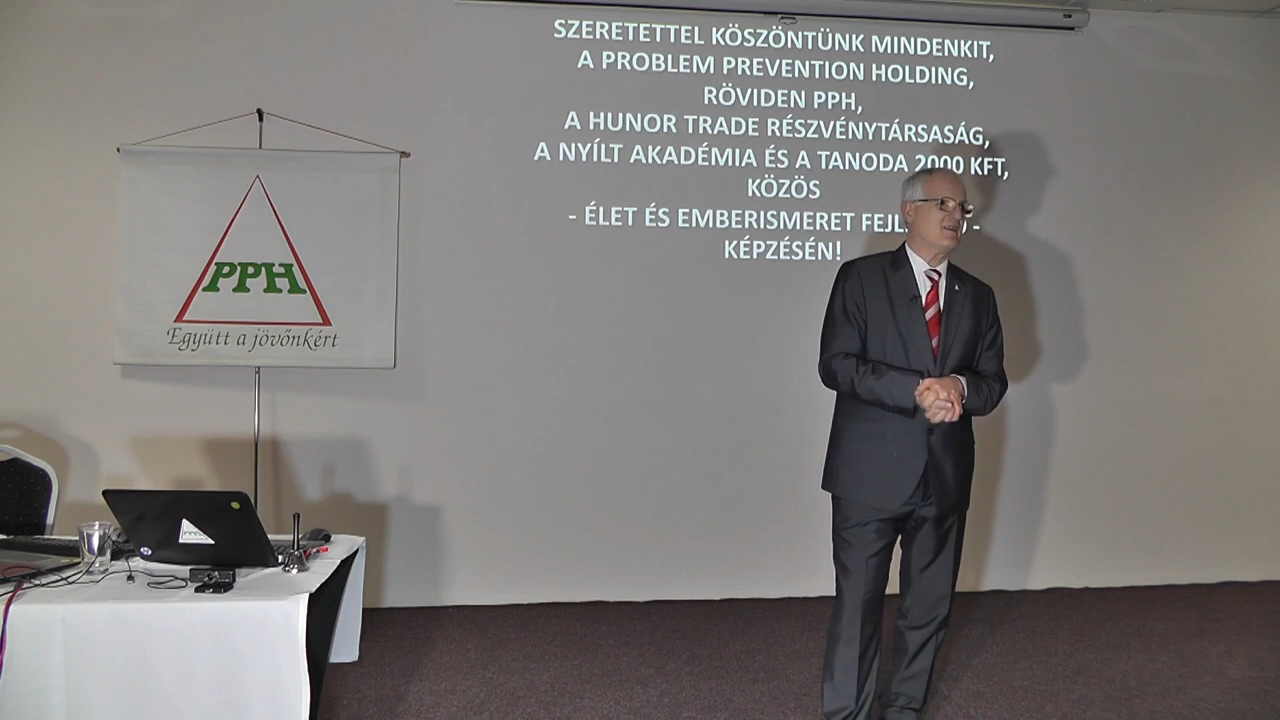 SZERETETTEL KÖSZÖNTÜNK MINDENKIT,
A PROBLEM PREVENTION HOLDING,
RÖVIDEN PPH,
A HUNOR TRADE RÉSZVÉNYTÁRSASÁG,
A NYÍLT AKADÉMIA ÉS A TANODA 2000 KFT,
KÖZÖS
- ÉLET ÉS EMBERISMERET -
KÉPZÉSÉN!
PPH
Együtt a jövőnkért